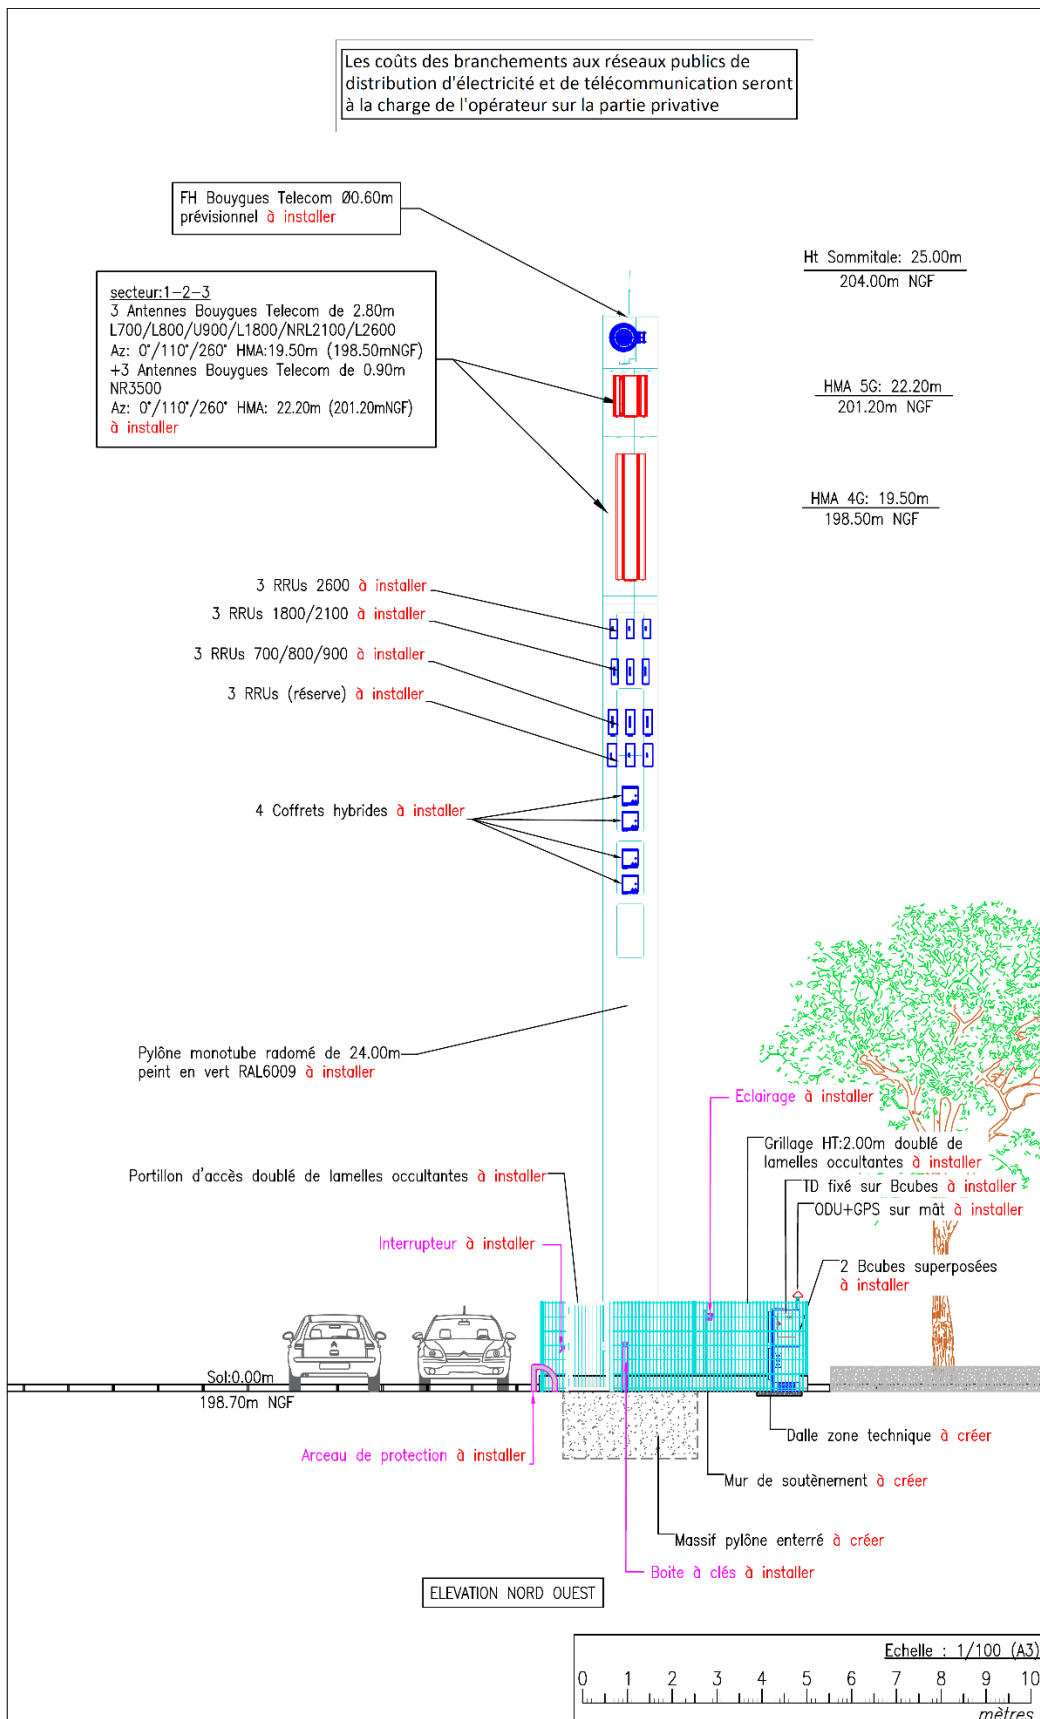 Les coûts des branchements aux réseaux publics de
distribution d'électricité et de télécommunication seront
à la charge de l'opérateur sur la partie privative
FH Bouygues Telecom Ø0.60m
prévisionnel à installer
Ht Sommitale: 25.00m
204.00m NGF
secteur:1-2-3
3 Antennes Bouygues Telecom de 2.80m
L700/L800/U900/L1800/NRL2100/L2600
Az: 0°/110°/260° HMA:19.50m (198.50mNGF)
+3 Antennes Bouygues Telecom de 0.90m
NR3500
Az: 0°/110°/260° HMA: 22.20m (201.20mNGF)
à installer
HMA 5G: 22.20m
201.20m NGF
HMA 4G: 19.50m
198.50m NGF
3 RRUs 2600 à installer
3 RRUs 1800/2100 à installer
3 RRUs 700/800/900 à installer
3 RRUs (réserve) à installer
4 Coffrets hybrides à installer
Pylône monotube radomé de 24.00m
peint en vert RAL6009 à installer
Eclairage à installer
Grillage HT:2.00m doublé de
lamelles occultantes à installer
Portillon d'accès doublé de lamelles occultantes à installer
TD fixé sur Bcubes à installer
ODU+GPS sur mât à installer
Interrupteur à installer
2 Bcubes superposées
à installer
Sol:0.00m
198.70m NGF
Dalle zone technique à créer
Arceau de protection à installer
Mur de soutènement à créer
Massif pylône enterré à créer
Boite à clés à installer
ELEVATION NORD OUEST
Echelle : 1/100 (A3)
0 1 2 3 4 5 6 7 8 9 10
mètres